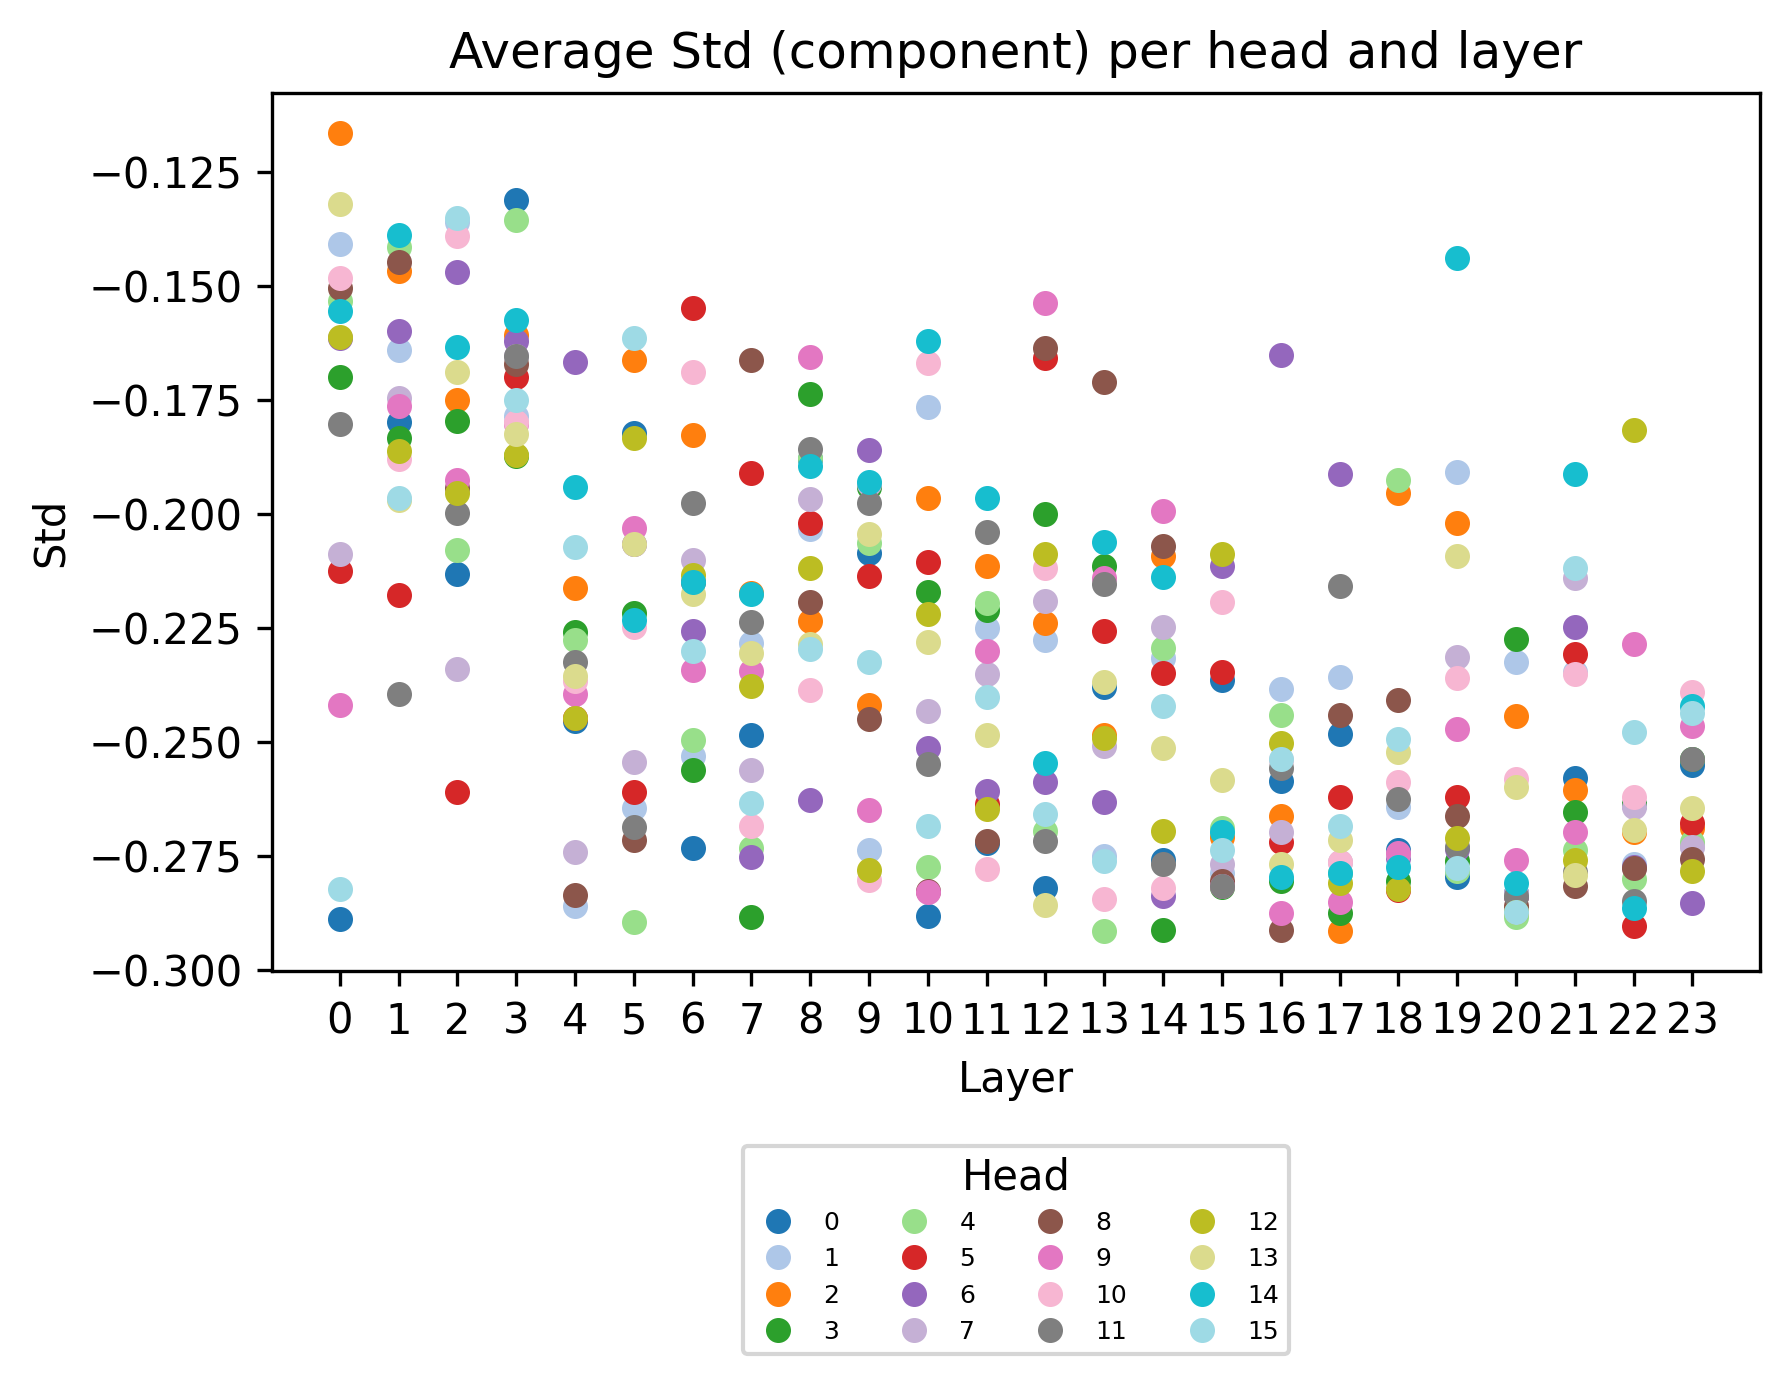 Average Std (component) per head and layer
Std
−0.125
−0.150
−0.175
−0.200
−0.225
−0.250
−0.275
−0.300
0 1 2 3 4 5 6 7 8 9 10 11 12 13 14 15 16 17 18 19 20 21 22 23
Layer
Head
0 4 8 12
1 5 9 13
2 6 10 14
3 7 11 15